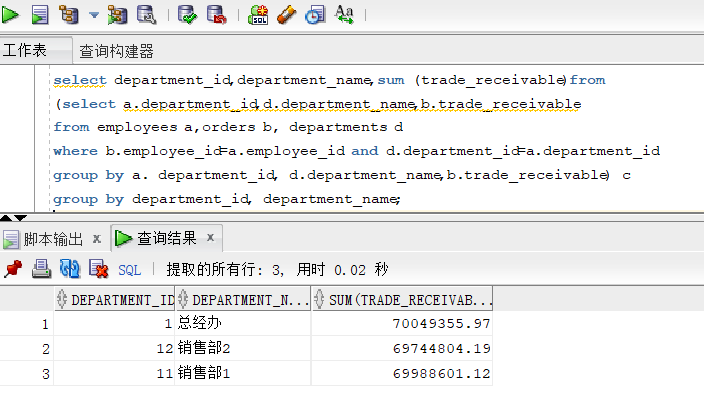 工作表 查询构建器
select department_id,department_name,sum (trade_receivable)from
(select a.department_id,d.department_name,b.trade_receivable
from employees a,orders b, departments d
where b.employee_id=a.employee_id and d.department_id=a.department_id
group by a. department_id, d.department_name,b.trade_receivable) c
group by department_id, department_name;
脚本输出 x 查询结果 x
SQL | 提取的所有行: 3, 用时 0.02 秒
DEPARTMENT_ID DEPARTMENT_N... SUM(TRADE_RECEIVAB...
1 1 总经办 70049355.97
2 12 销售部2 69744804.19
3 11 销售部1 69988601.12